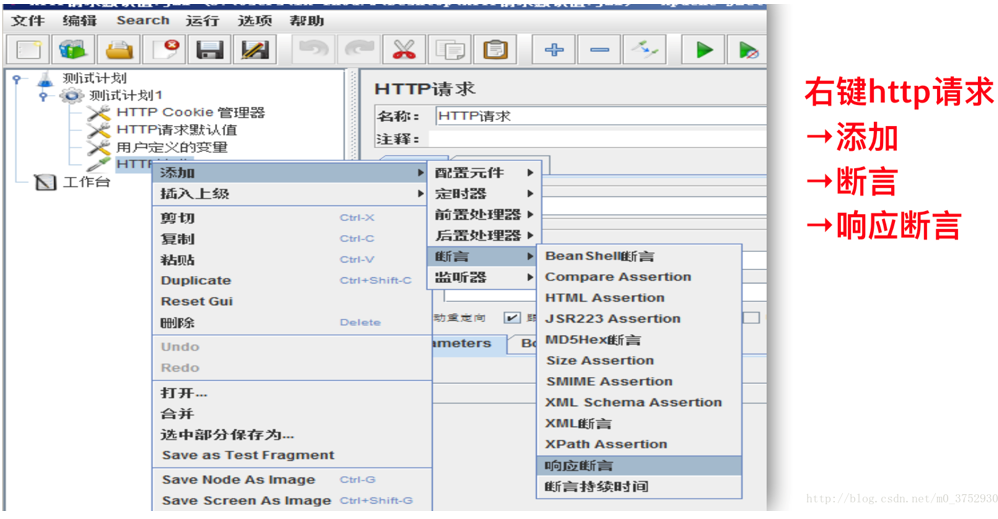 文件 编辑 Search 运行 选项 帮助
测试计划
测试计划1
HTTP Cookie 管理器
HTTP请求默认值
用户定义的变量
工作台
HTTP请求
名称： HTTP请求
注释：
添加
插入上级
剪切 Ctrl-X
复制 Ctrl-C
粘贴 Ctrl-V
Duplicate Ctrl+Shift-C
Reset Gui
删除 Delete
Undo
Redo
打开...
合并
选中部分保存为...
Save as Test Fragment
Save Node As Image Ctrl-G
Save Screen As Image Ctrl+Shift-G
配置元件
定时器
前置处理器
后置处理器
断言
监听器
动重定向
ameters
BeanShell断言
Compare Assertion
HTML Assertion
JSR223 Assertion
MD5Hex断言
Size Assertion
SMIME Assertion
XML Schema Assertion
XML断言
XPath Assertion
响应断言
断言持续时间
右键http请求
→添加
→断言
→响应断言
http://blog.csdn.net/m0_3752930